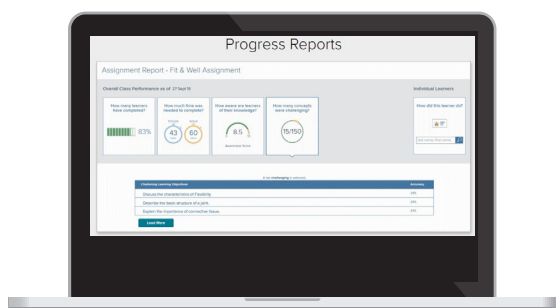 Progress Reports
Assignment Report - Fit & Well Assignment
Overall Class Performance as of
Individual Learners
How many learners
have completed?
83%
How much time was
needed to complete?
43
60
How aware are learners
of their knowledge?
8.5
How many concepts
were challenging?
15/150
How did this learner do?
Challenging Learning Objectives
Accuracy
Discuss the characteristics of Flexibility
Describe the basic structure of a joint.
Explain the importance of connective tissue.
Load More